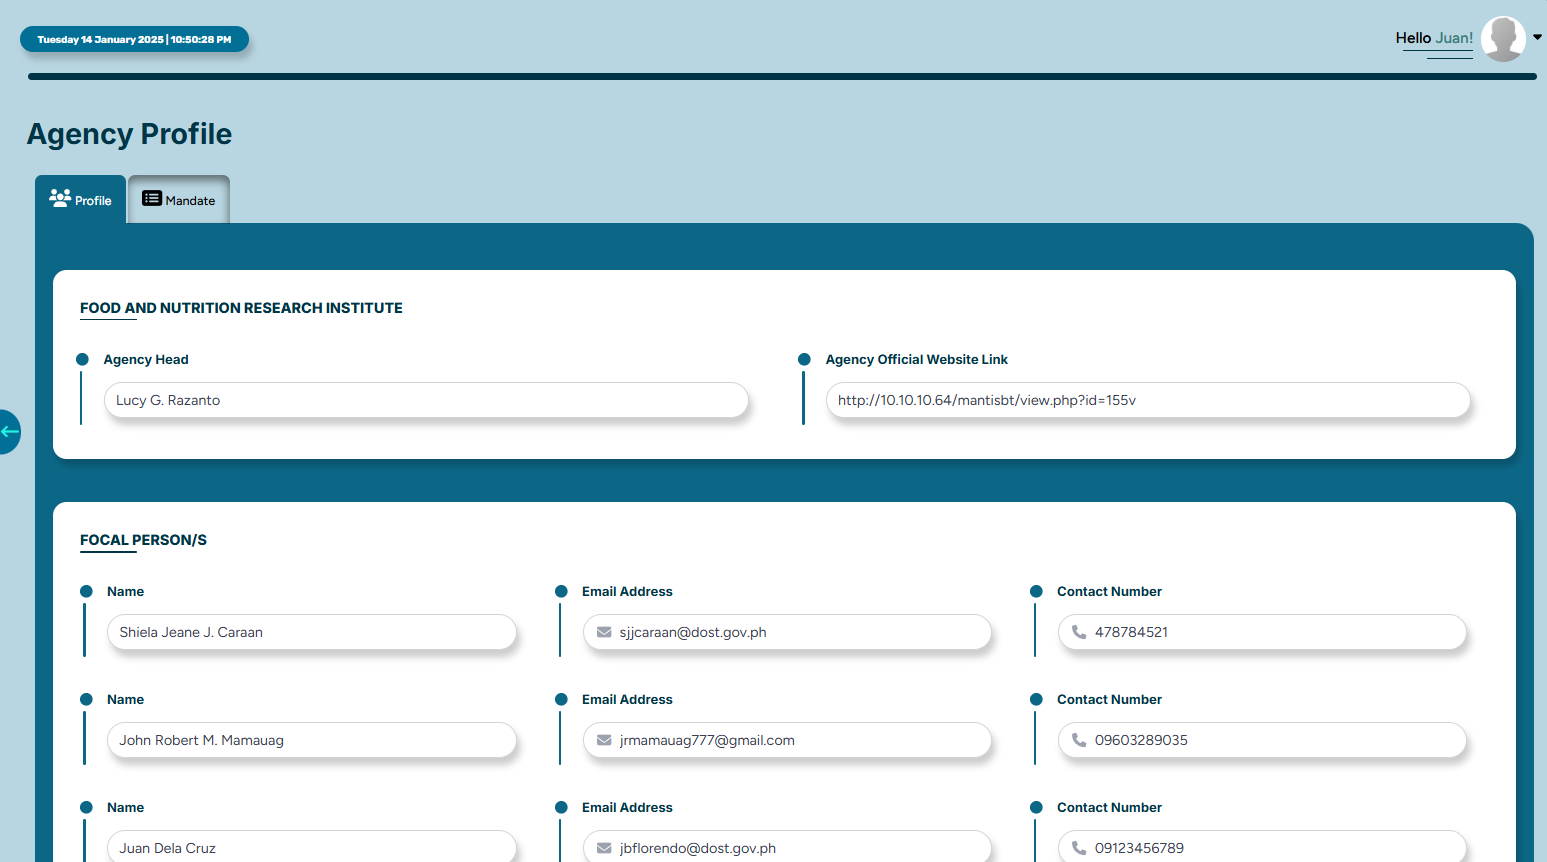 Tuesday 14 January 2025 | 10:50:28 PM
Hello Juan!
Agency Profile
Profile
Mandate
FOOD AND NUTRITION RESEARCH INSTITUTE
Agency Head
Agency Official Website Link
Lucy G. Razanto
http://10.10.10.64/mantisbt/view.php?id=155v
FOCAL PERSON/S
Name
Email Address
Contact Number
Shiela Jeane J. Caraan
sjjcaraan@dost.gov.ph
478784521
Name
Email Address
Contact Number
John Robert M. Mamauag
jrmamauag777@gmail.com
09603289035
Name
Email Address
Contact Number
Juan Dela Cruz
jbflorendo@dost.gov.ph
09123456789